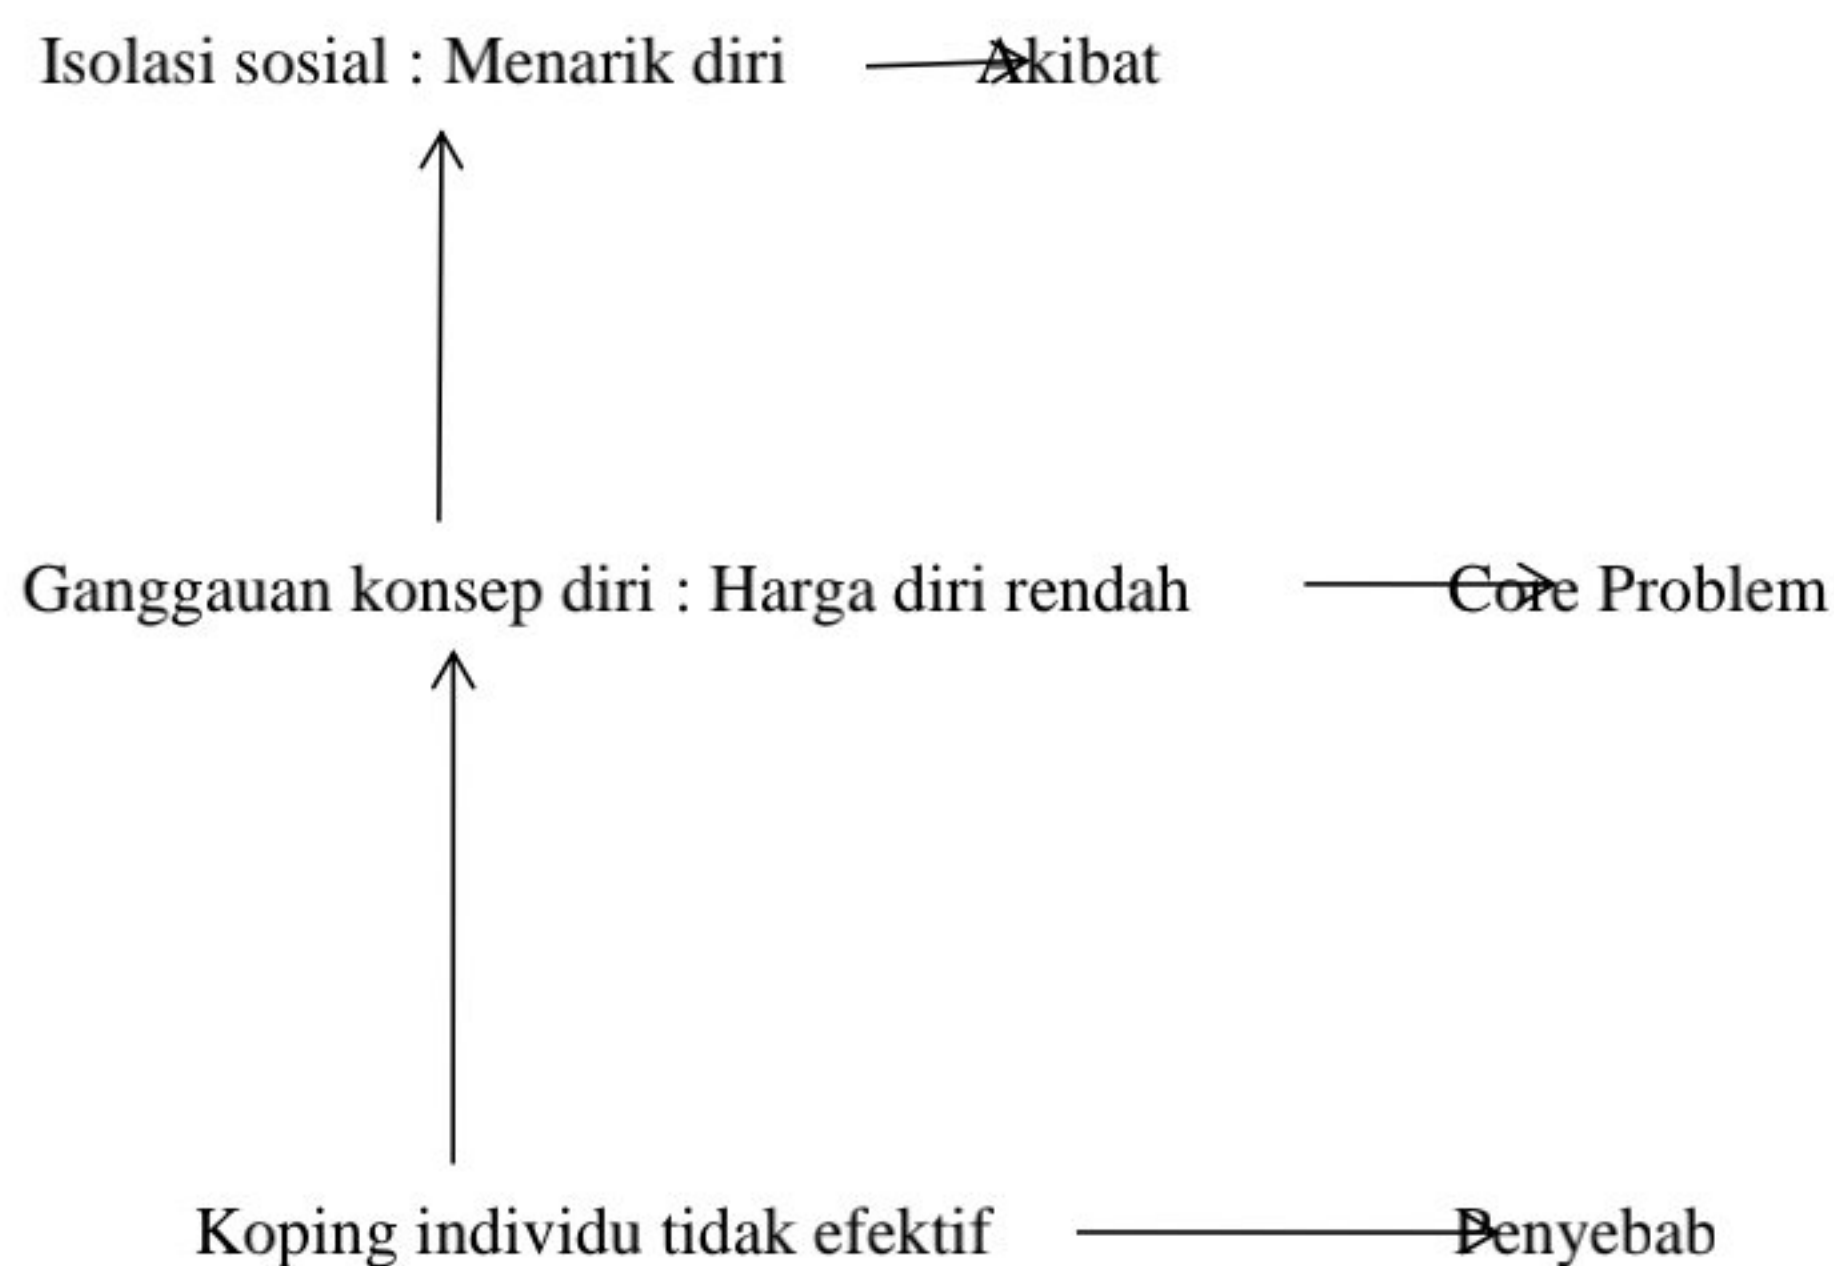 Isolasi sosial : Menarik diri Akibat
Ganggauan konsep diri : Harga diri rendah Core Problem
Koping individu tidak efektif Penyebab